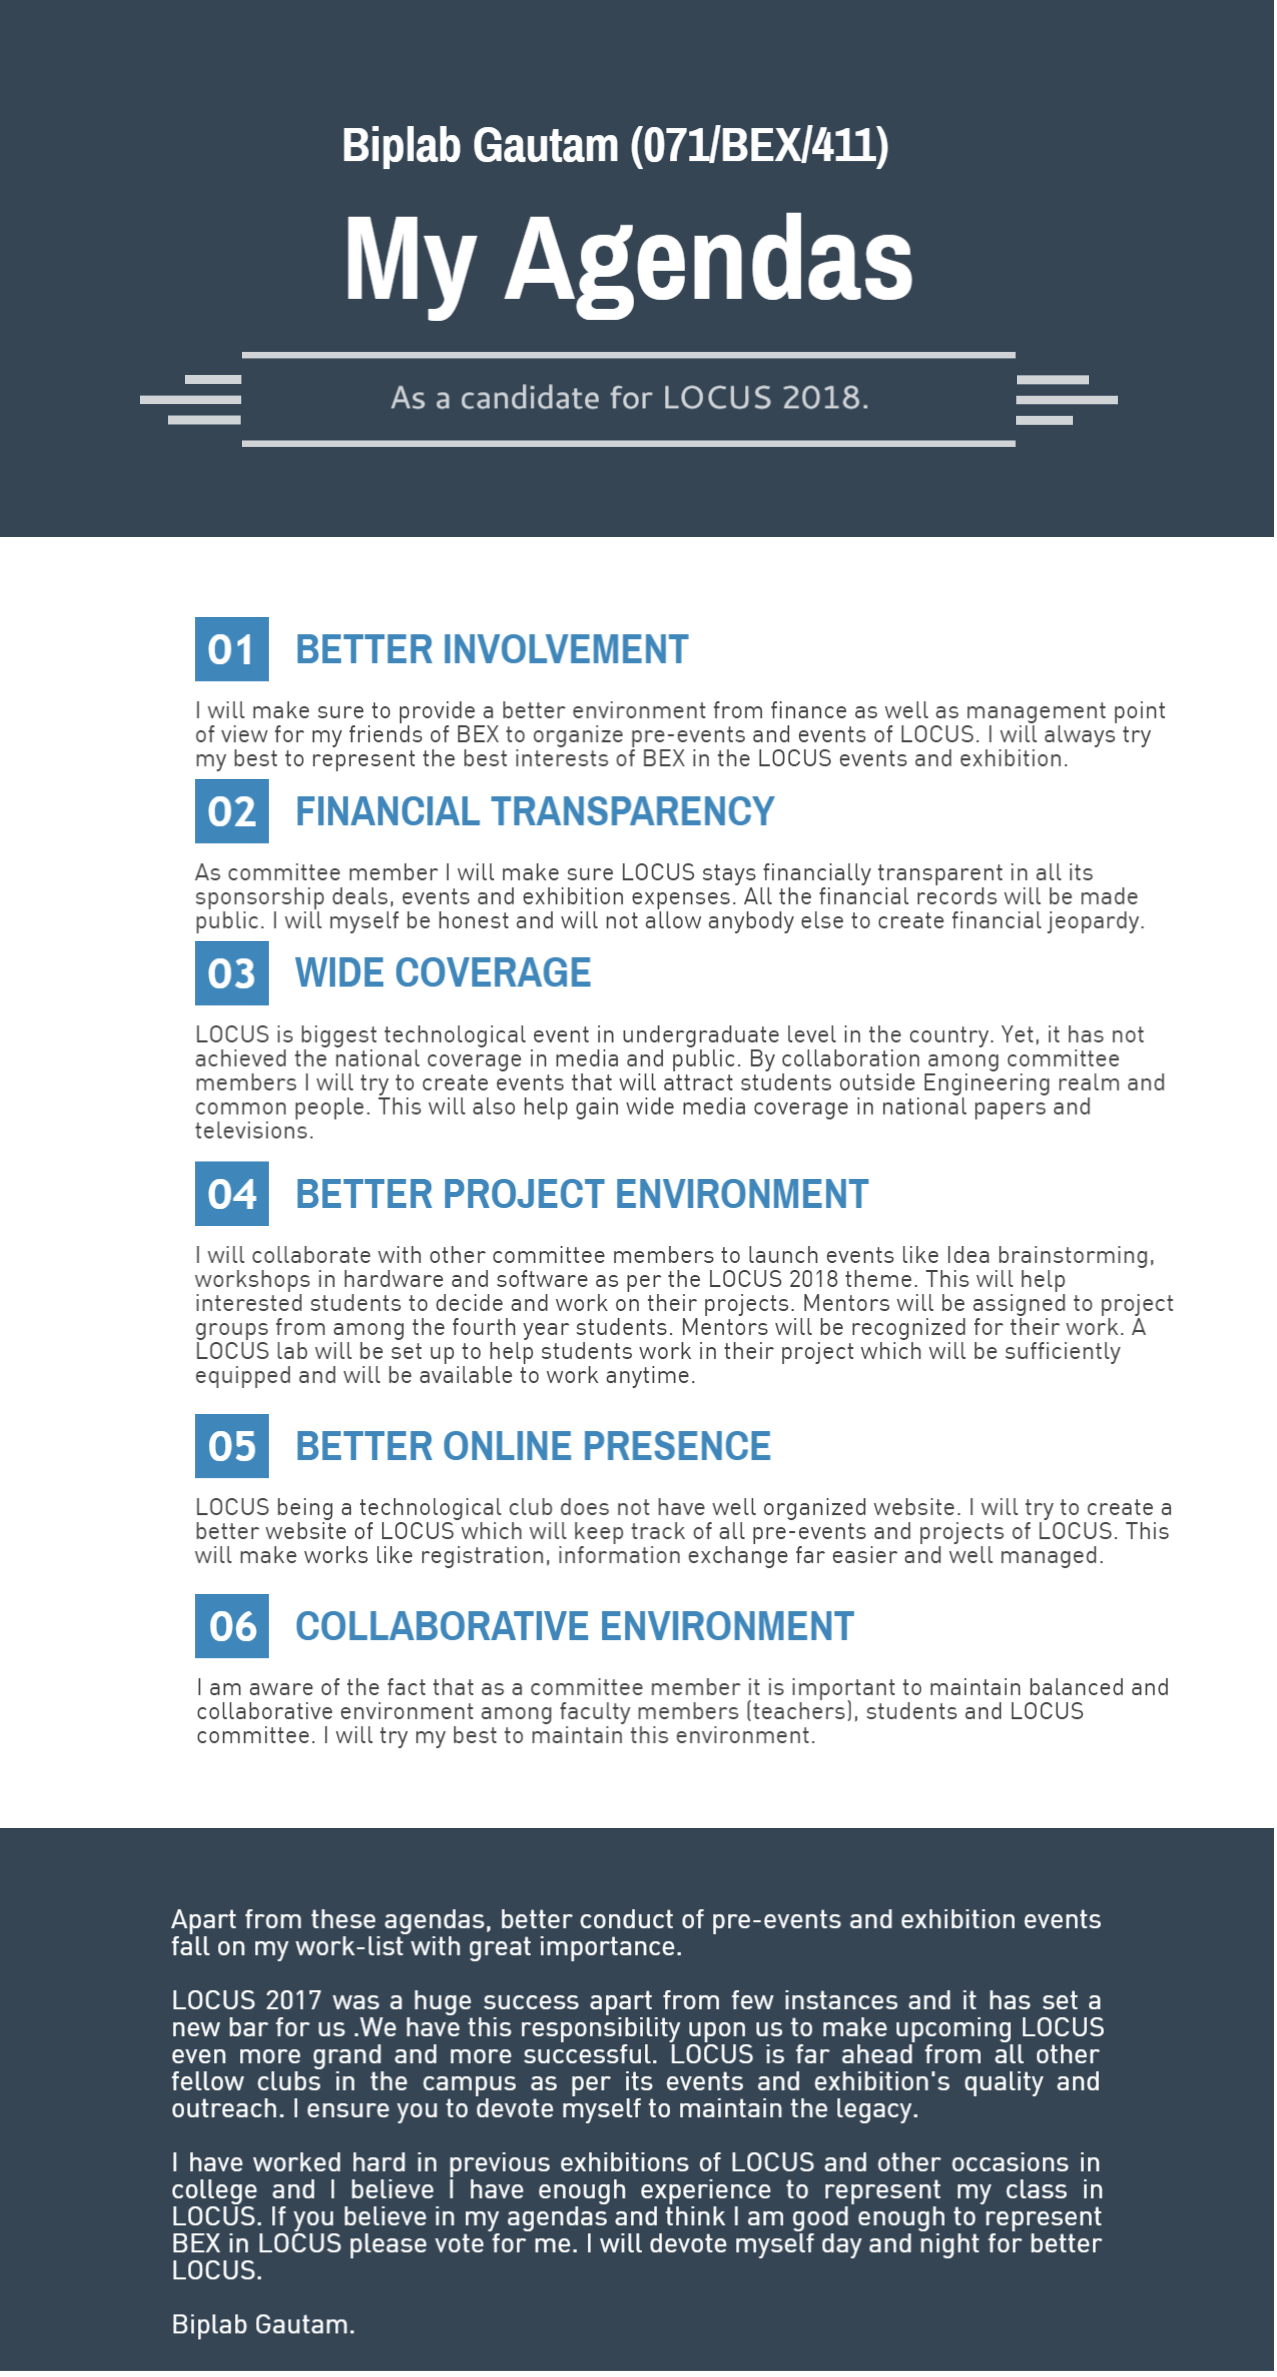 Biplab Gautam (071/BEX/411)
My Agendas
As a candidate for LOCUS 2018.
01 BETTER INVOLVEMENT
I will make sure to provide a better environment from finance as well as management point
of view for my friends of BEX to organize pre-events and events of LOCUS. I will always try
my best to represent the best interests of BEX in the LOCUS events and exhibition.
02 FINANCIAL TRANSPARENCY
As committee member I will make sure LOCUS stays financially transparent in all its
sponsorship deals, events and exhibition expenses. All the financial records will be made
public. I will myself be honest and will not allow anybody else to create financial jeopardy.
03 WIDE COVERAGE
LOCUS is biggest technological event in undergraduate level in the country. Yet, it has not
achieved the national coverage in media and public. By collaboration among committee
members I will try to create events that will attract students outside Engineering realm and
common people. This will also help gain wide media coverage in national papers and
televisions.
04 BETTER PROJECT ENVIRONMENT
I will collaborate with other committee members to launch events like Idea brainstorming,
workshops in hardware and software as per the LOCUS 2018 theme. This will help
interested students to decide and work on their projects. Mentors will be assigned to project
groups from among the fourth year students. Mentors will be recognized for their work. A
LOCUS lab will be set up to help students work in their project which will be sufficiently
equipped and will be available to work anytime.
05 BETTER ONLINE PRESENCE
LOCUS being a technological club does not have well organized website. I will try to create a
better website of LOCUS which will keep track of all pre-events and projects of LOCUS. This
will make works like registration, information exchange far easier and well managed.
06 COLLABORATIVE ENVIRONMENT
I am aware of the fact that as a committee member it is important to maintain balanced and
collaborative environment among faculty members (teachers), students and LOCUS
committee. I will try my best to maintain this environment.
Apart from these agendas, better conduct of pre-events and exhibition events
fall on my work-list with great importance.
LOCUS 2017 was a huge success apart from few instances and it has set a
new bar for us .We have this responsibility upon us to make upcoming LOCUS
even more grand and more successful. LOCUS is far ahead from all other
fellow clubs in the campus as per its events and exhibition's quality and
outreach. I ensure you to devote myself to maintain the legacy.
I have worked hard in previous exhibitions of LOCUS and other occasions in
college and I believe I have enough experience to represent my class in
LOCUS. If you believe in my agendas and think I am good enough to represent
BEX in LOCUS please vote for me. I will devote myself day and night for better
LOCUS.
Biplab Gautam.